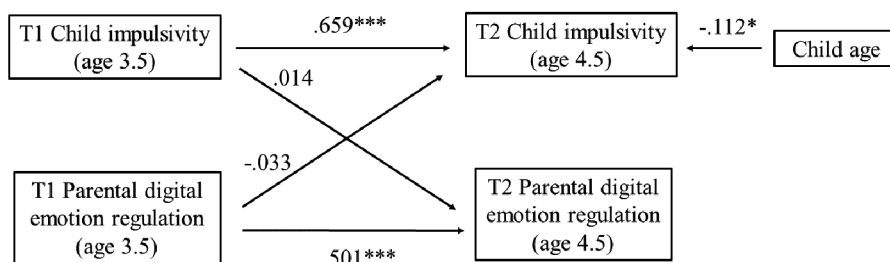 T1 Child impulsivity
(age 3.5)
.659***
T2 Child impulsivity
(age 4.5)
-.112*
Child age
.014
-.033
T1 Parental digital
emotion regulation
(age 3.5)
T2 Parental digital
emotion regulation
(age 4.5)
.501***